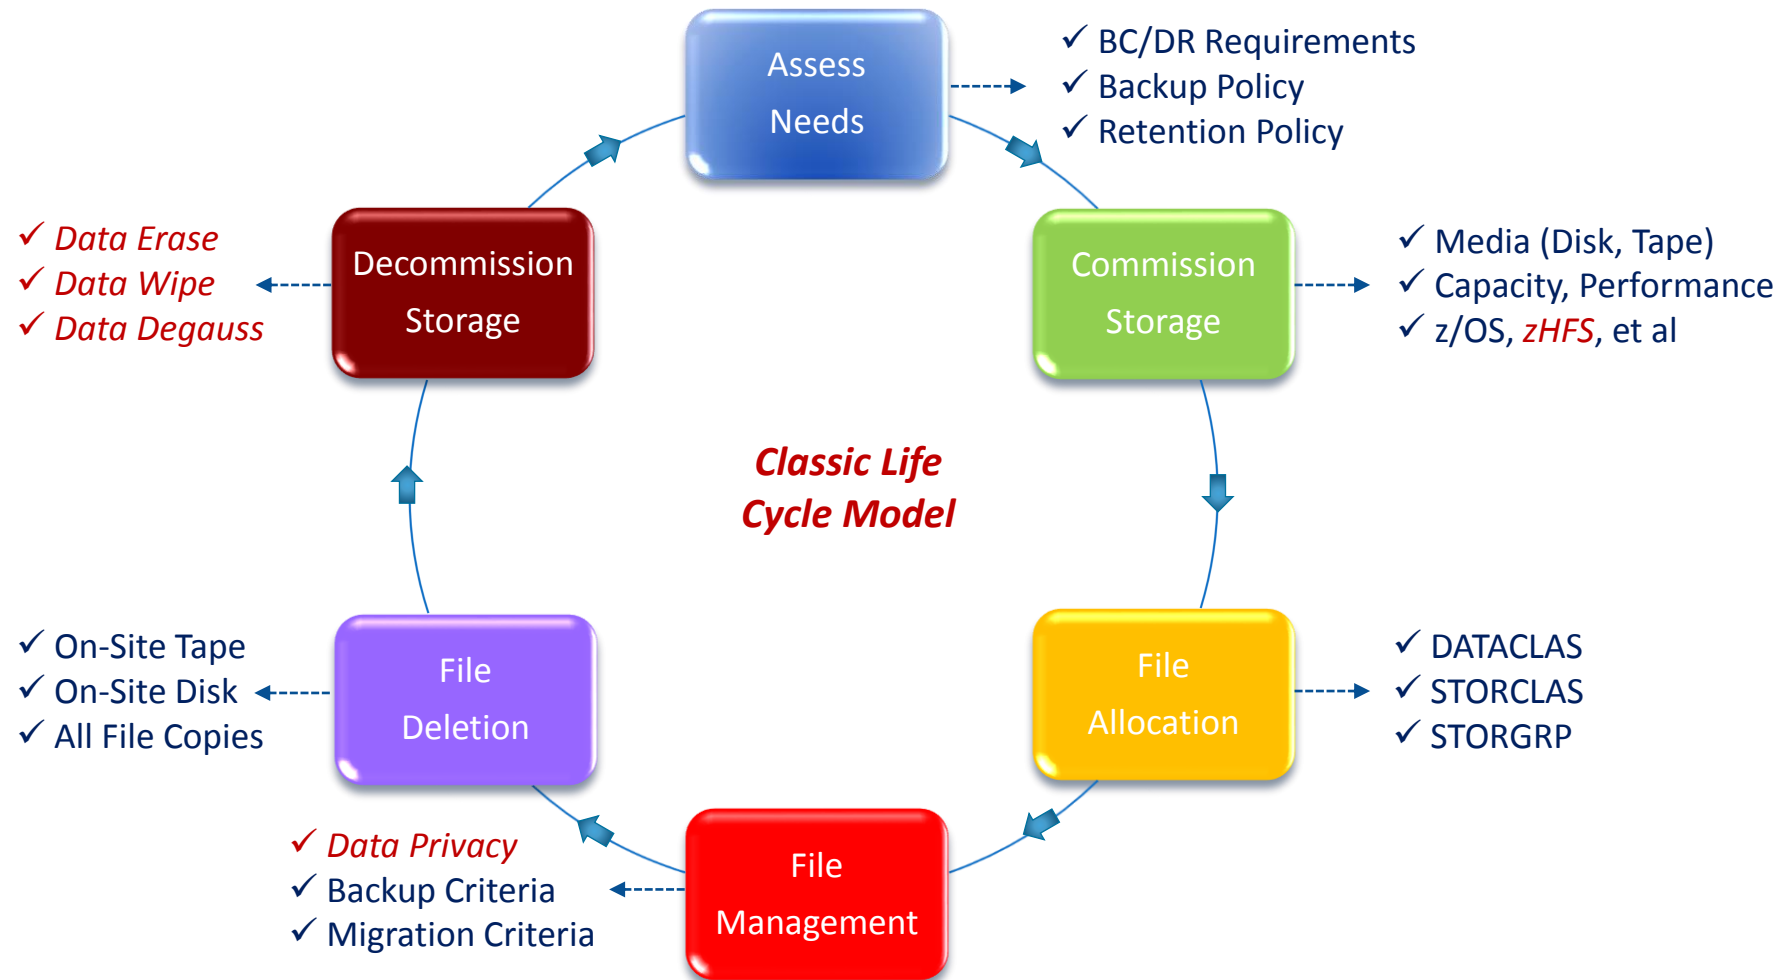 Assess
Needs
✓ BC/DR Requirements
✓ Backup Policy
✓ Retention Policy
Commission
Storage
✓ Media (Disk, Tape)
✓ Capacity, Performance
✓ z/OS, zHFS, et al
File
Allocation
✓ DATACLAS
✓ STORCLAS
✓ STORGRP
File
Management
✓ Data Privacy
✓ Backup Criteria
✓ Migration Criteria
File
Deletion
✓ On-Site Tape
✓ On-Site Disk
✓ All File Copies
Decommission
Storage
✓ Data Erase
✓ Data Wipe
✓ Data Degauss
Classic Life
Cycle Model